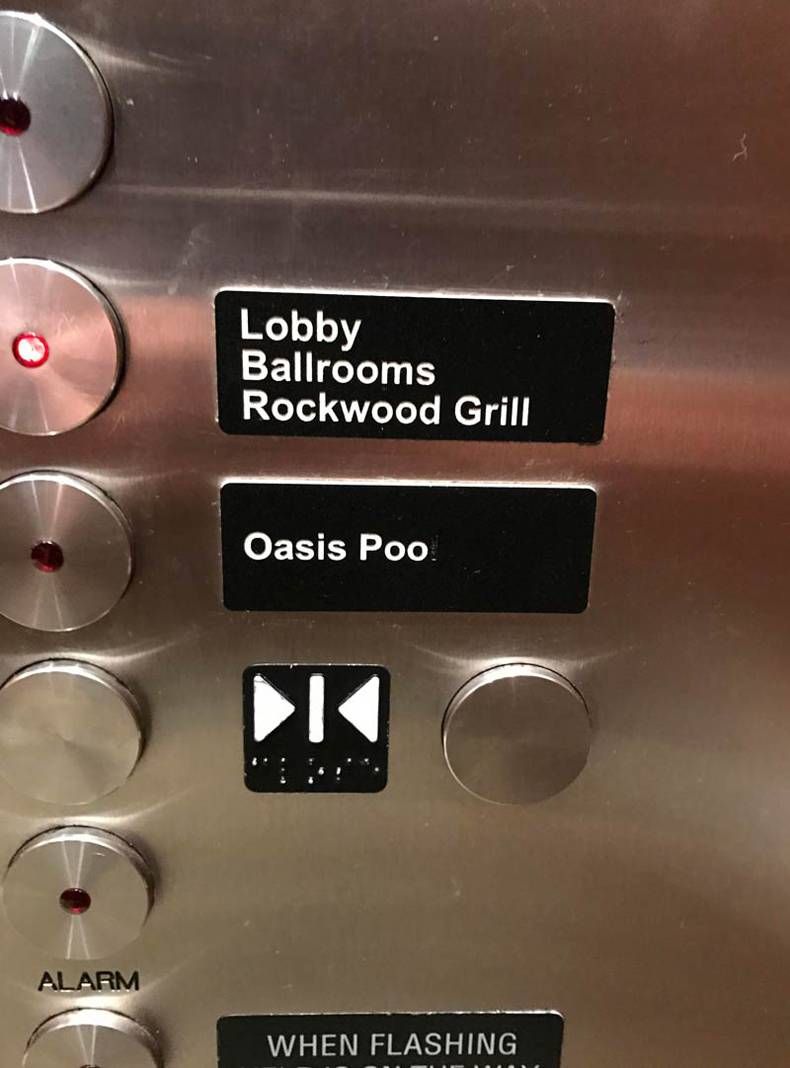 Lobby
Ballrooms
Rockwood Grill
Oasis Poo
ALARM
WHEN FLASHING